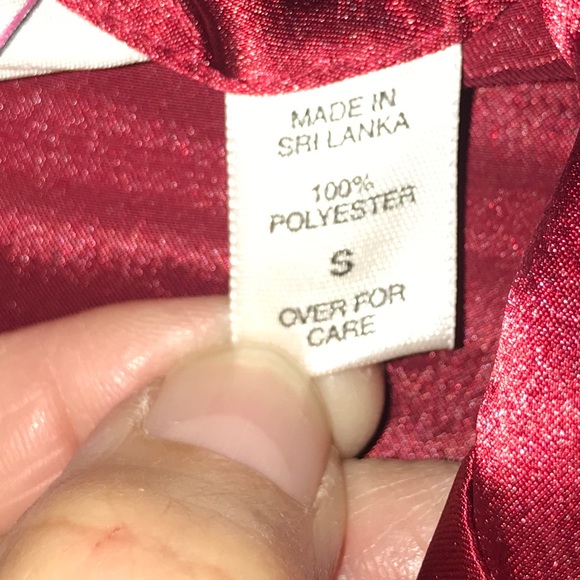 MADE IN
SRI LANKA
100%
POLYESTER
S
OVER FOR
CARE